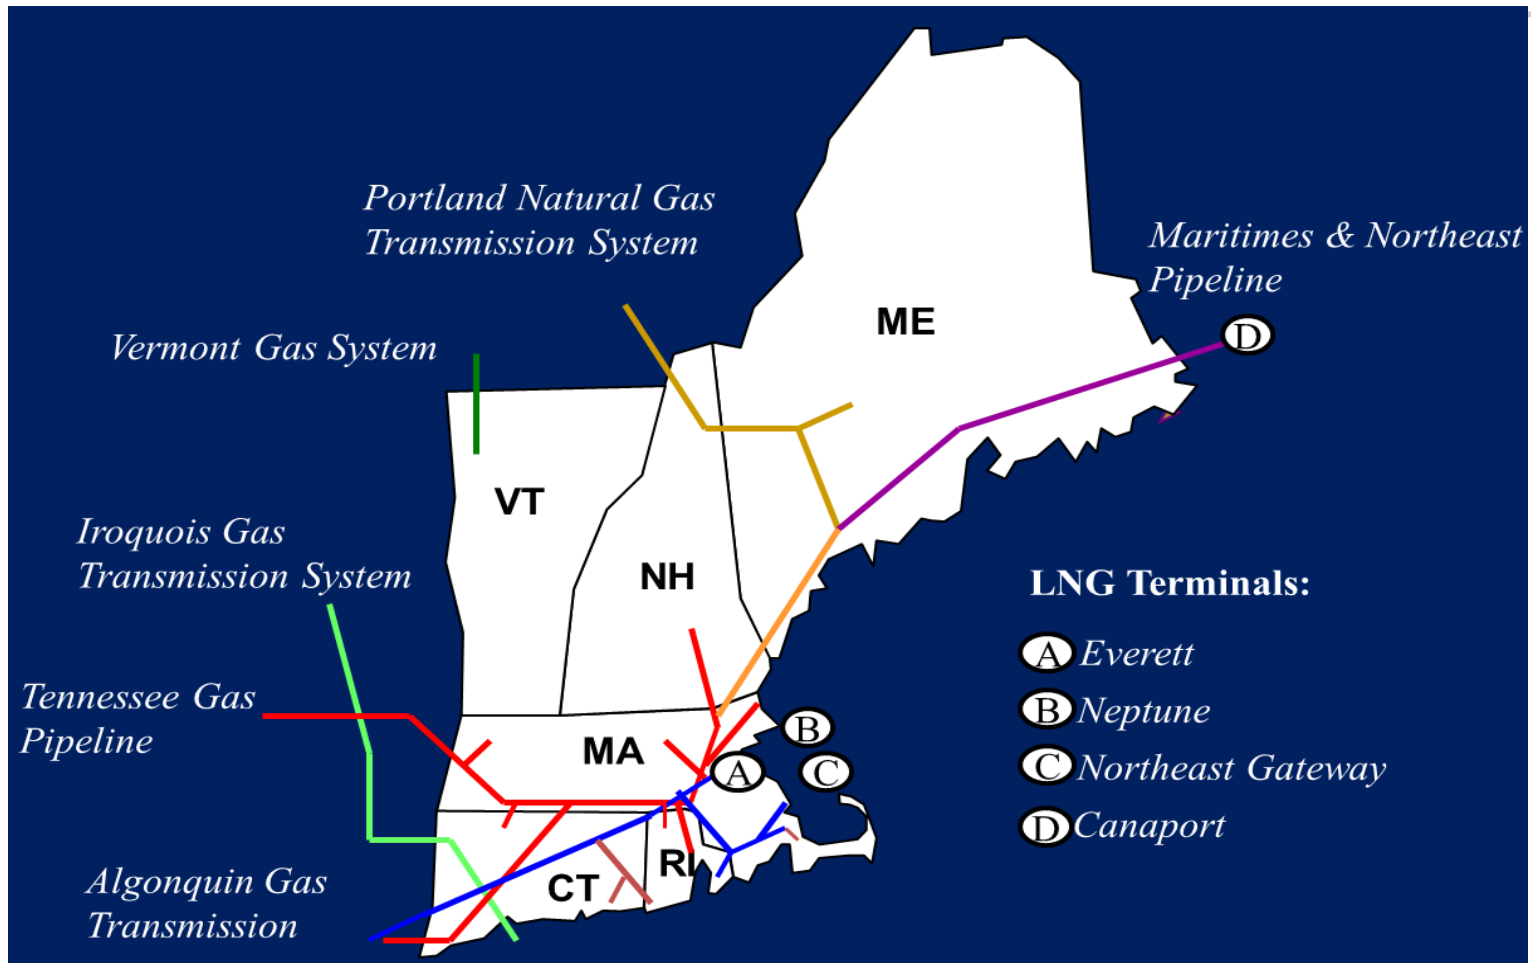 Portland Natural Gas
Transmission System
Maritimes & Northeast
Pipeline
D
ME
Vermont Gas System
VT
Iroquois Gas
Transmission System
NH
LNG Terminals:
A Everett
B Neptune
C Northeast Gateway
D Canaport
Tennessee Gas
Pipeline
MA
B
A
C
RI
CT
Algonquin Gas
Transmission